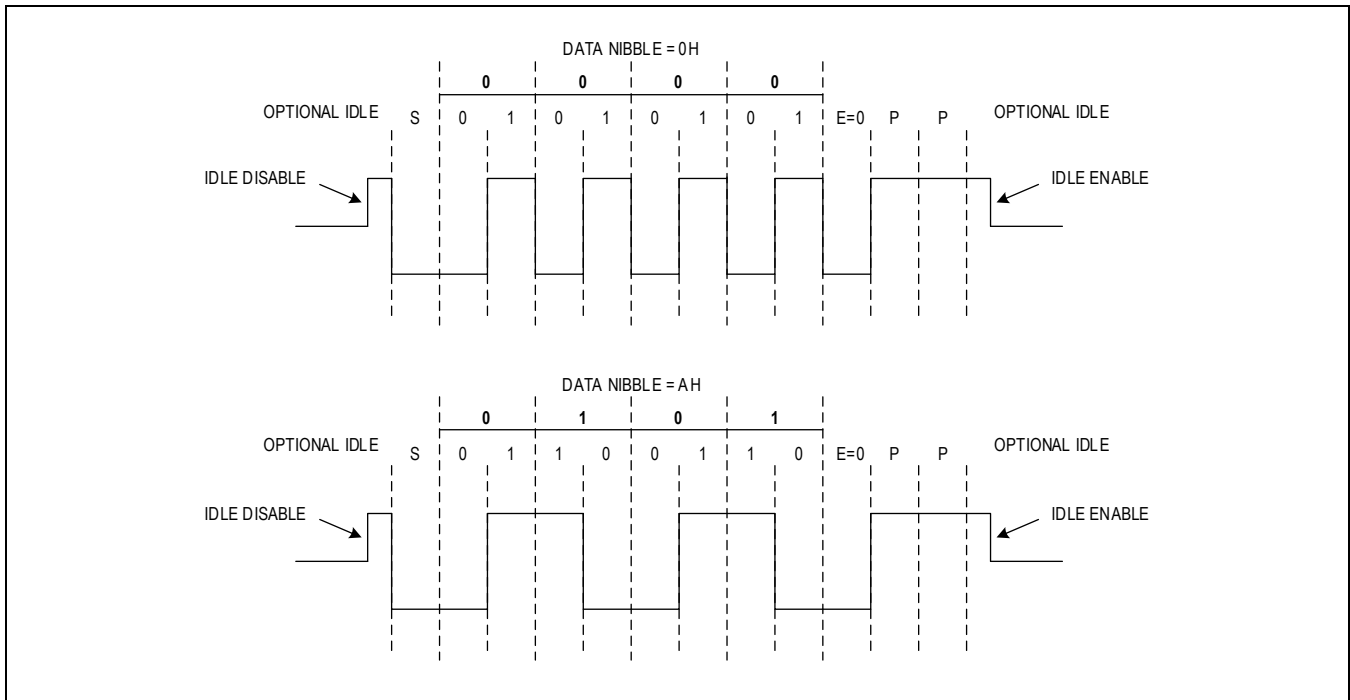 DATA NIBBLE = 0H
0 0 0 0
OPTIONAL IDLE S 0 1 0 1 0 1 0 1 E=0 P P OPTIONAL IDLE
IDLE DISABLE IDLE ENABLE
DATA NIBBLE = AH
0 1 0 1
OPTIONAL IDLE S 0 1 1 0 0 1 1 0 E=0 P P OPTIONAL IDLE
IDLE DISABLE IDLE ENABLE